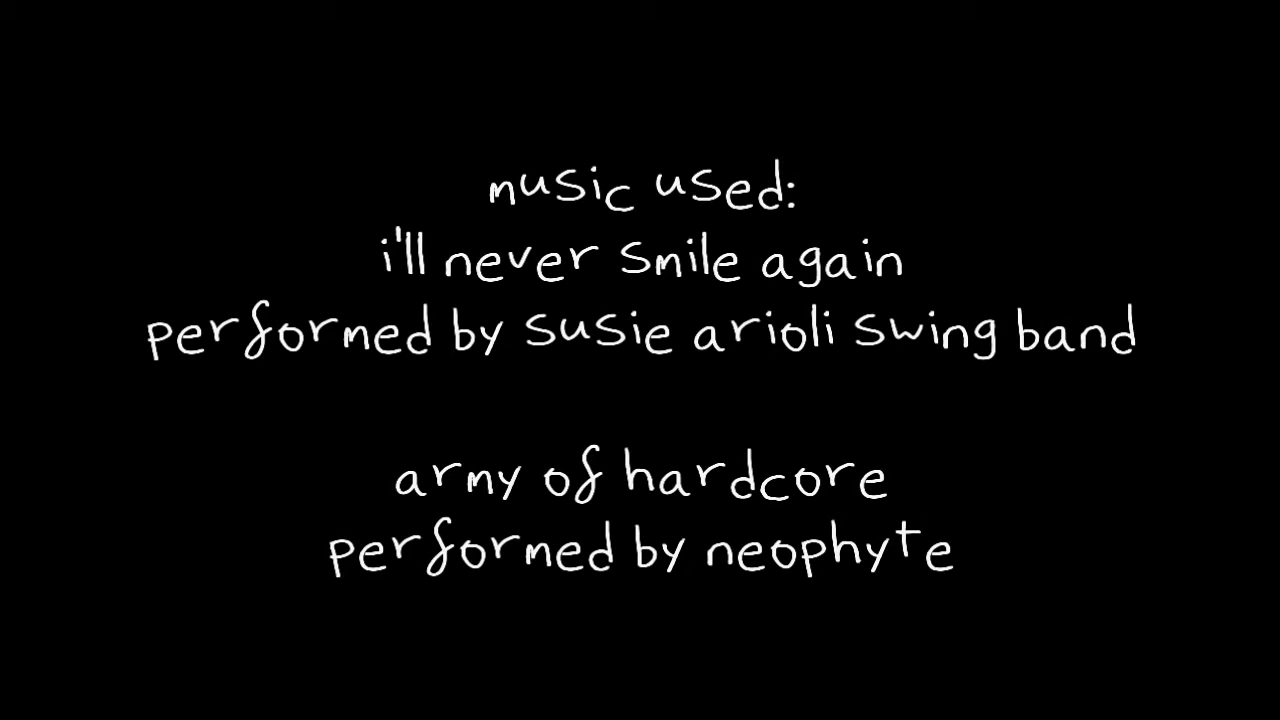 music used:
i'll never smile again
performed by susie arioli swing band
army of hardcore
performed by neophyte